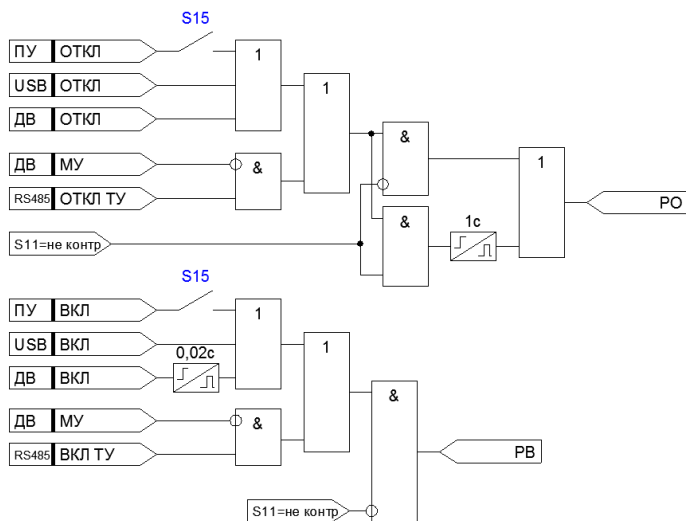 S15
ПУ ОТКЛ
1
USB ОТКЛ
1
ДВ ОТКЛ
&
1
ДВ МУ
&
RS485 ОТКЛ ТУ
РО
&
1с
S11=не контр
S15
ПУ ВКЛ
1
USB ВКЛ
1
0,02с
ДВ ВКЛ
&
ДВ МУ
&
RS485 ВКЛ ТУ
РВ
S11=не контр